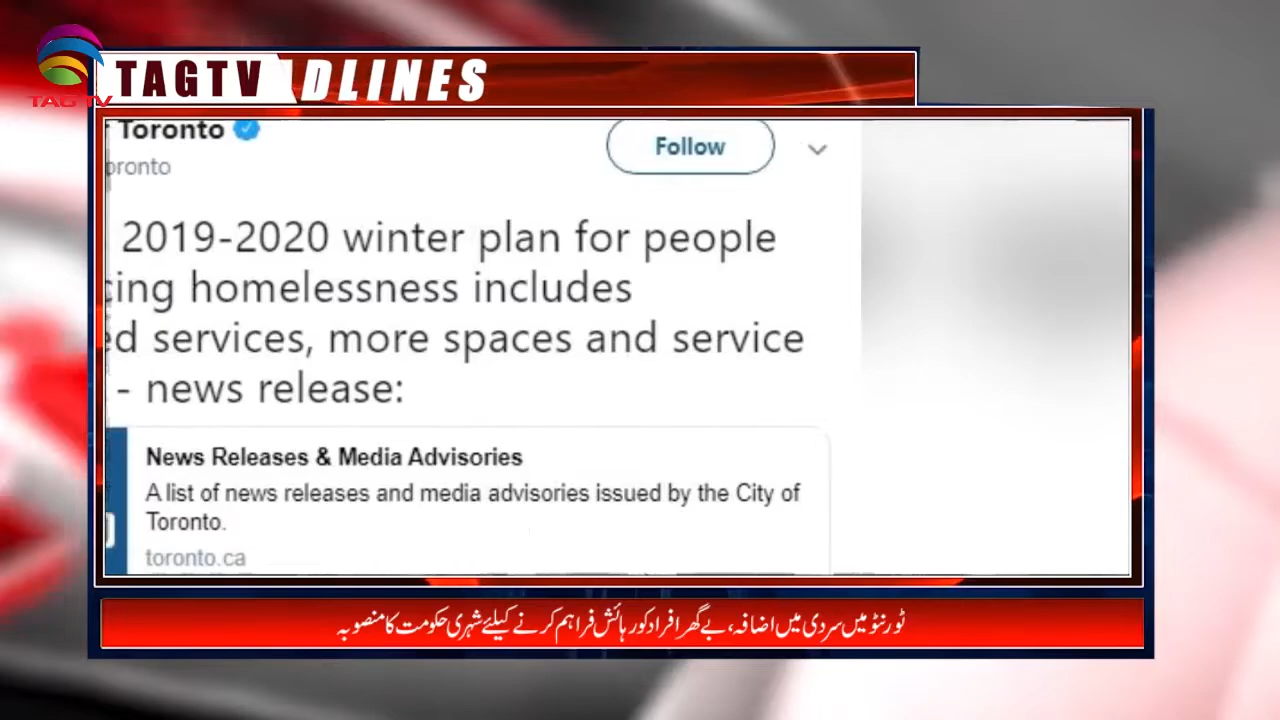 TAG TV
TAGTV DLINES
Toronto
oronto
Follow
2019-2020 winter plan for people
cing homelessness includes
ed services, more spaces and service
- news release:
News Releases & Media Advisories
A list of news releases and media advisories issued by the City of
Toronto.
toronto.ca
ٹورنٹو میں سردی میں اضافہ، بے گھر افراد کو رہائش فراہم کرنے کیلئے شہری حکومت کا منصوبہ